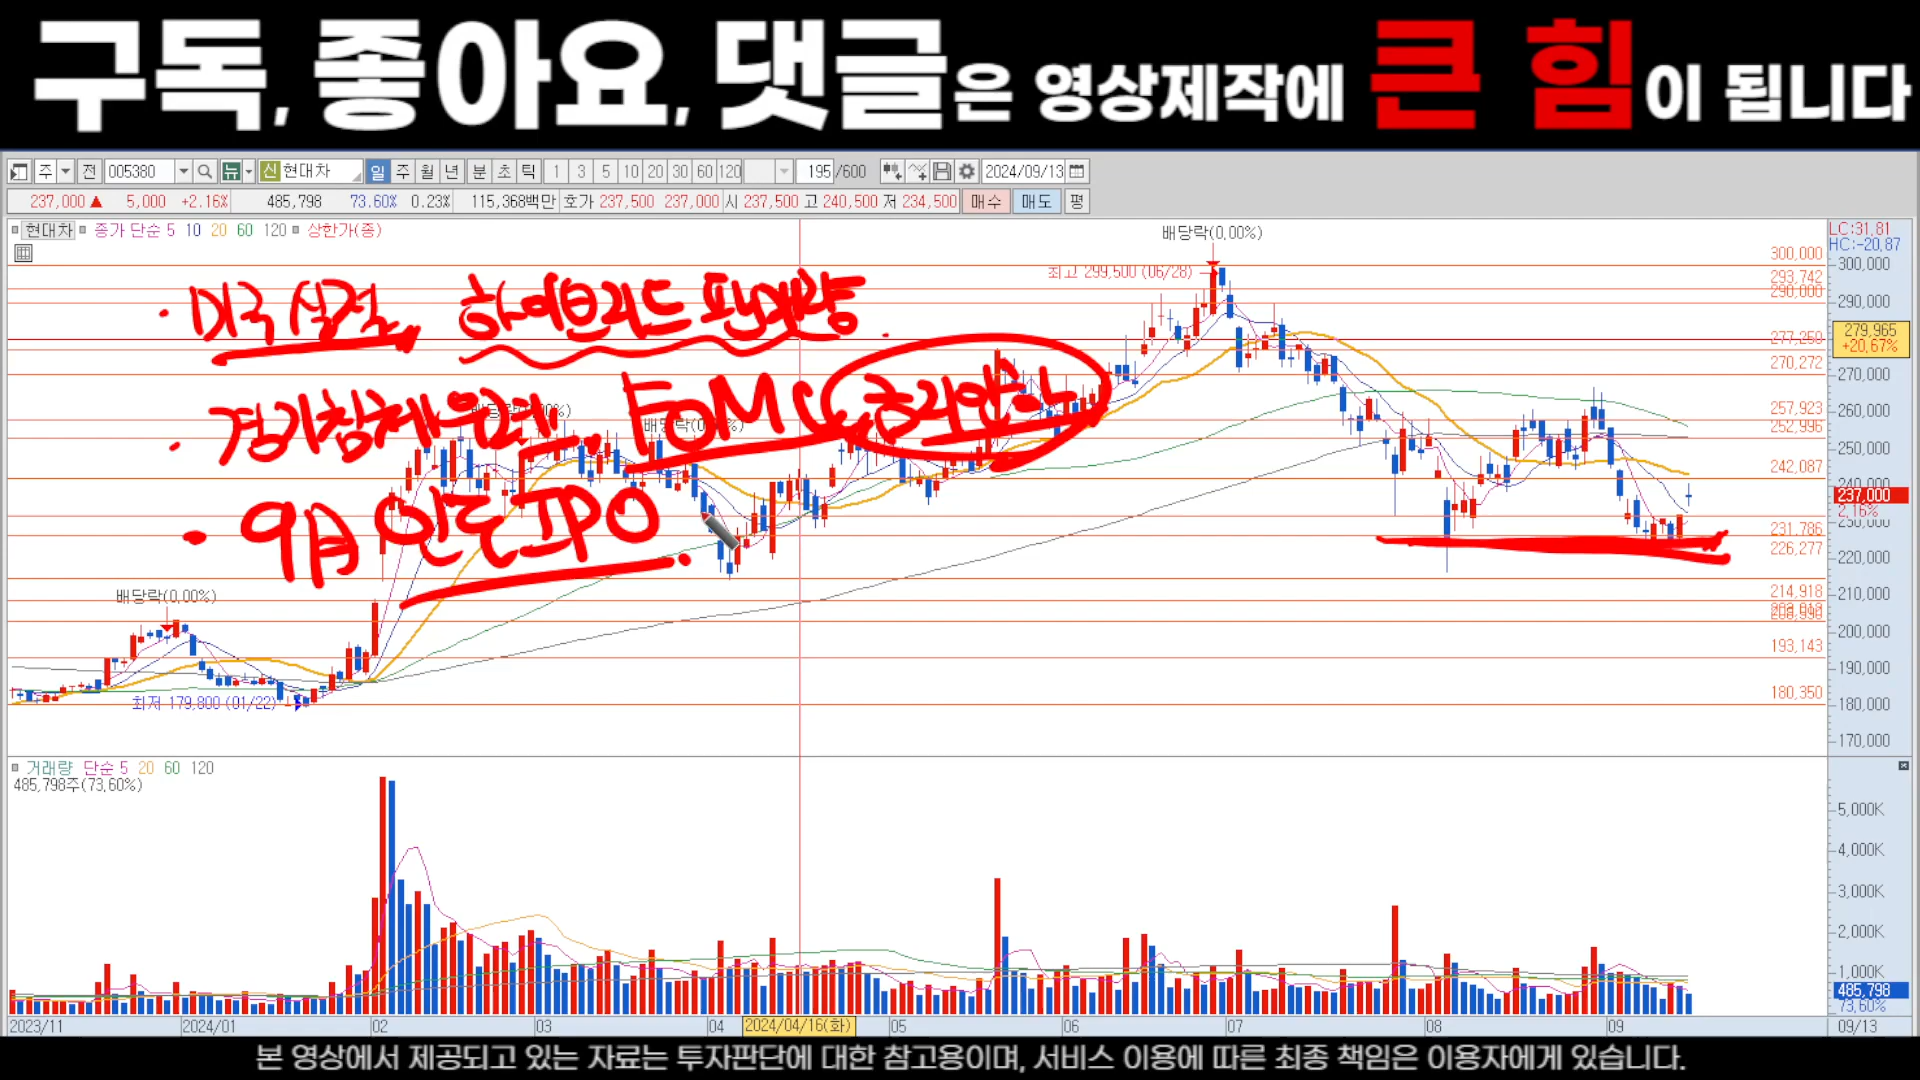 구독, 좋아요, 댓글은 영상제작에 큰 힘이 됩니다
주 전 005380 뉴 신 현대차 일 주 월 년 분 초 틱 1 3 5 10 20 30 60 120 195 /600 2024/09/13
237,000 ▲ 5,000 +2.16% 485,798 73.60% 0.23% 115,368백만 호가 237,500 237,000 시 237,500 고 240,500 저 234,500 매수 매도 평
현대차 종가 단순 5 10 20 60 120 상한가(종)
LC:31.81
HC:-20.87
배당락(0.00%)
최고 299,500 (06/28)
300,000
293,742
290,000
277,250
270,272
257,923
252,996
242,087
231,786
226,277
214,918
193,143
180,350
300,000
290,000
279,965
+20.67%
270,000
260,000
250,000
240,000
237,000
2.16%
230,000
220,000
210,000
200,000
190,000
180,000
170,000
· 미국 실적, 하이브리드 판매량.
· 경기침체 우려, FOMC, 금리인하
· 9月 인도 IPO.
배당락(0.00%)
최저 179,800 (01/22)
거래량 단순 5 20 60 120
485,798주(73.60%)
5,000K
4,000K
3,000K
2,000K
1,000K
485,798
73.60%
2023/11 2024/01 02 03 04 2024/04/16(화) 05 06 07 08 09 09/13
본 영상에서 제공되고 있는 자료는 투자판단에 대한 참고용이며, 서비스 이용에 따른 최종 책임은 이용자에게 있습니다.